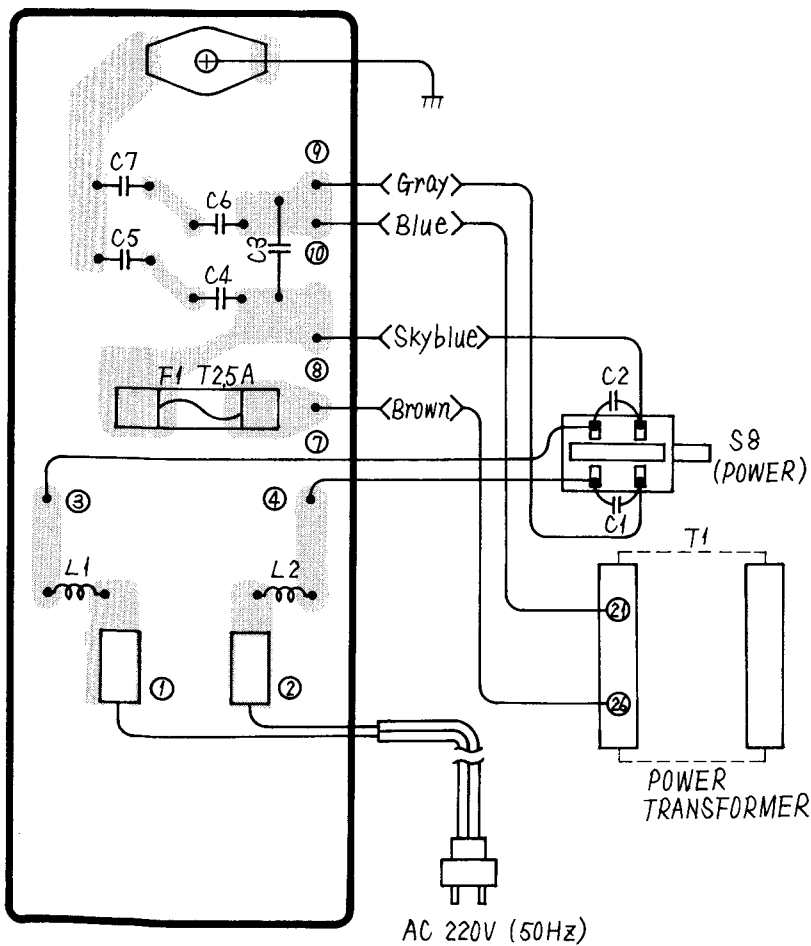 ⑨
C7
Gray
C6
Blue
C5
C3
⑩
C4
Skyblue
⑧
F1 T2,5A
C2
Brown
⑦
S8
(POWER)
③
④
C1
T1
L1
L2
㉑
①
②
㉖
POWER
TRANSFORMER
AC 220V (50Hz)